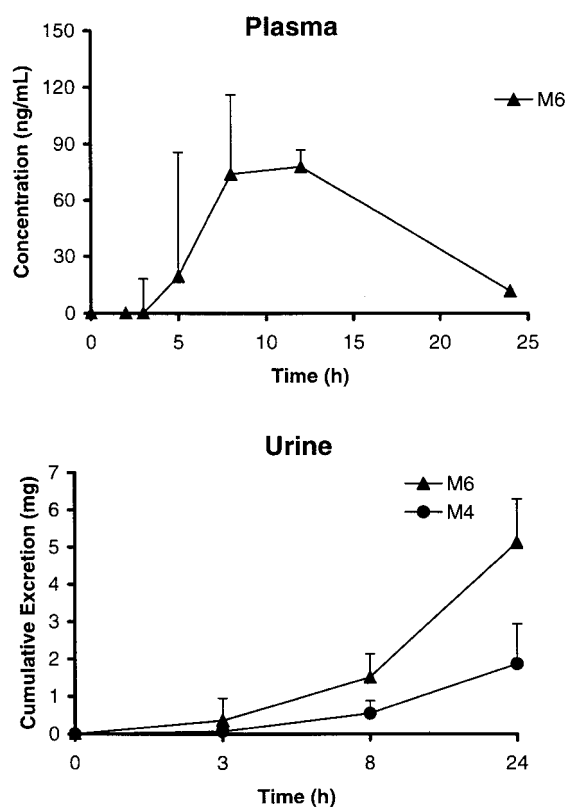 Plasma
150
120
90
60
30
0
Concentration (ng/mL)
M6
0 5 10 15 20 25
Time (h)
Urine
7
6
5
4
3
2
1
0
Cumulative Excretion (mg)
M6
M4
0 3 8 24
Time (h)